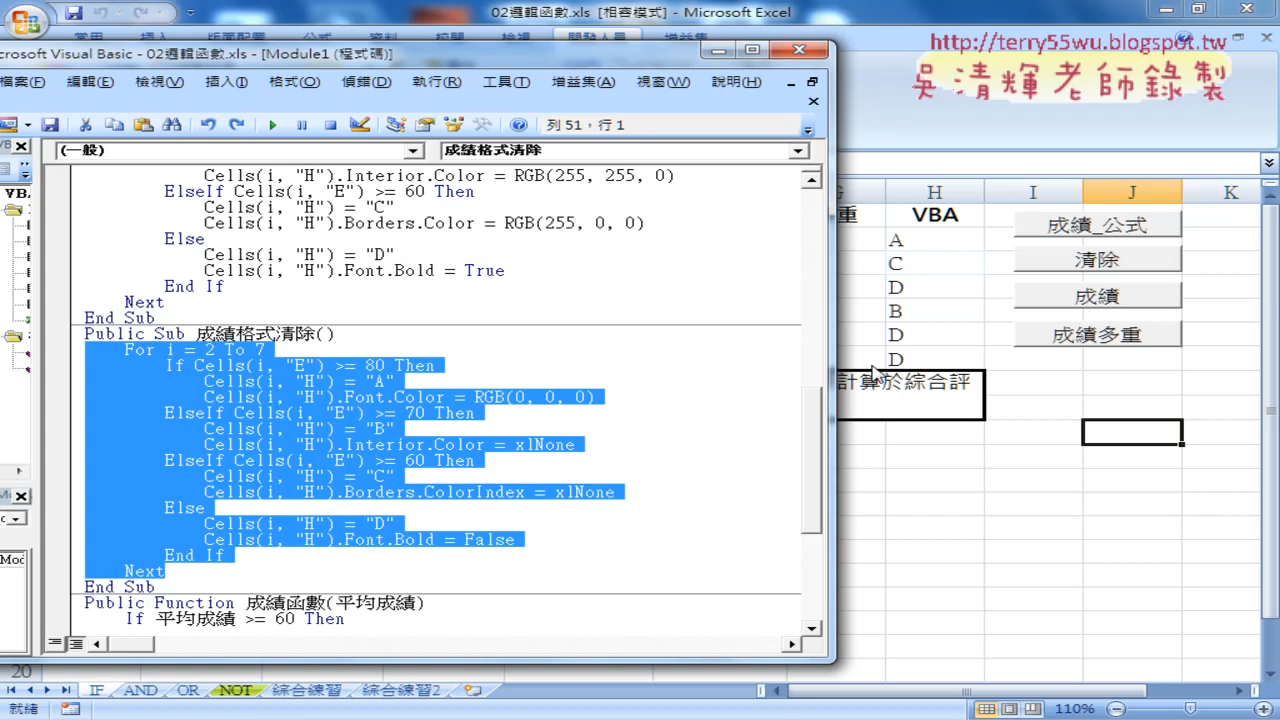 02邏輯函數.xls [相容模式] - Microsoft Excel
http://terry55wu.blogspot.tw
吳清輝老師錄製
rosoft Visual Basic - 02邏輯函數.xls - [Module1 (程式碼)]
檔案(F) 編輯(E) 檢視(V) 插入(I) 格式(O) 偵錯(D) 執行(R) 工具(T) 增益集(A) 視窗(W) 說明(H)
列 51，行 1
(一般) 成績格式清除
Cells(i, "H").Interior.Color = RGB(255, 255, 0)
ElseIf Cells(i, "E") >= 60 Then
Cells(i, "H") = "C"
Cells(i, "H").Borders.Color = RGB(255, 0, 0)
Else
Cells(i, "H") = "D"
Cells(i, "H").Font.Bold = True
End If
Next
End Sub
Public Sub 成績格式清除()
For i = 2 To 7
If Cells(i, "E") >= 80 Then
Cells(i, "H") = "A"
Cells(i, "H").Font.Color = RGB(0, 0, 0)
ElseIf Cells(i, "E") >= 70 Then
Cells(i, "H") = "B"
Cells(i, "H").Interior.Color = xlNone
ElseIf Cells(i, "E") >= 60 Then
Cells(i, "H") = "C"
Cells(i, "H").Borders.ColorIndex = xlNone
Else
Cells(i, "H") = "D"
Cells(i, "H").Font.Bold = False
End If
Next
End Sub
Public Function 成績函數(平均成績)
If 平均成績 >= 60 Then
H I J K
重 VBA
A
C
D
B
D
D
計算於綜合評
成績_公式
清除
成績
成績多重
20
IF AND OR NOT 綜合練習 綜合練習2
就緒
110%